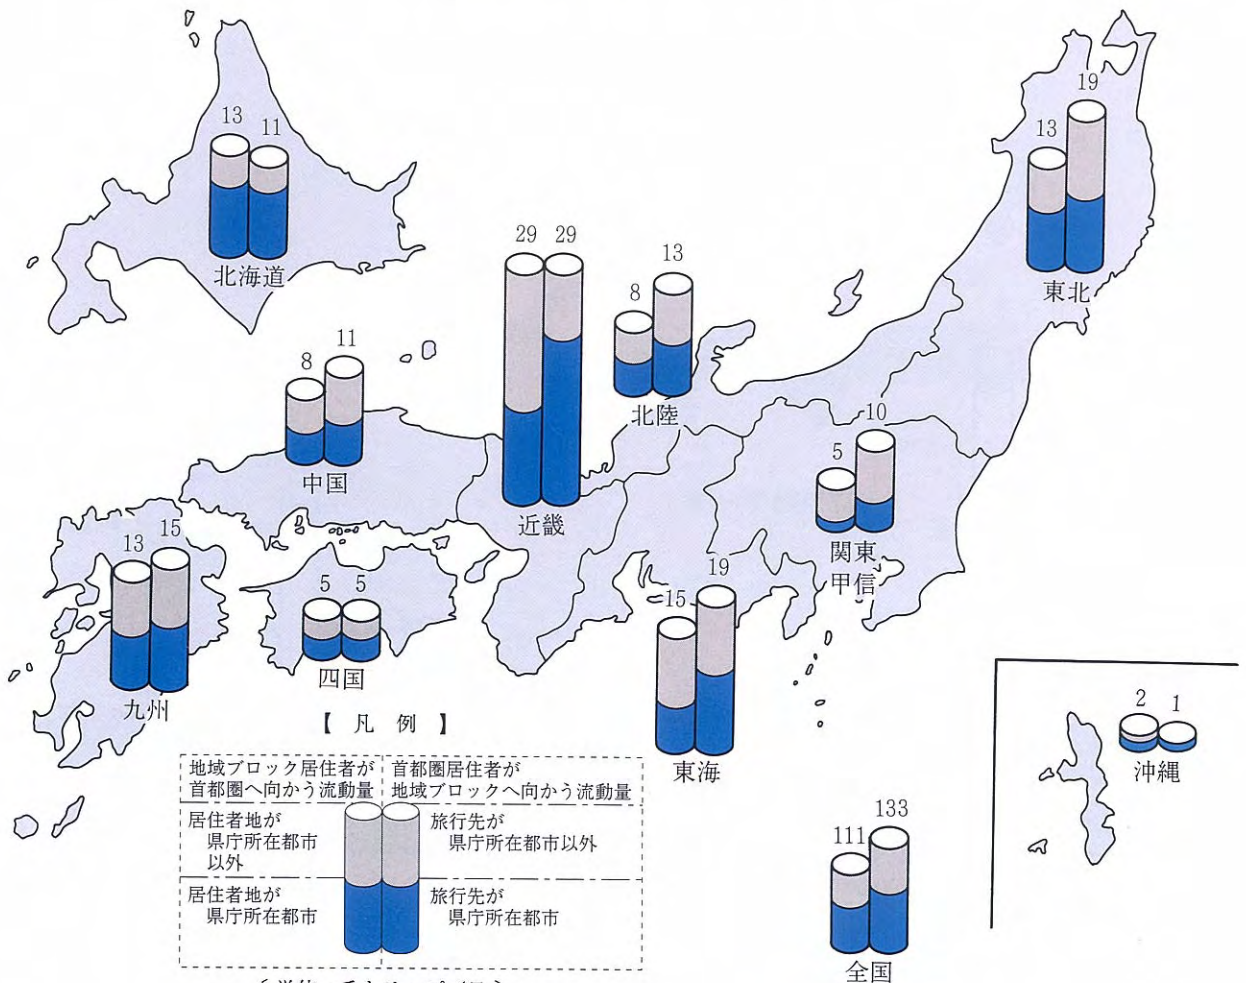 13
11
北海道
13
19
東北
29
29
近畿
8
13
北陸
8
11
中国
5
10
関東
甲信
13
15
九州
5
5
四国
15
19
東海
2
1
沖縄
111
133
全国
【 凡 例 】
地域ブロック居住者が
首都圏へ向かう流動量
首都圏居住者が
地域ブロックへ向かう流動量
居住者地が
県庁所在都市
以外
旅行先が
県庁所在都市以外
居住者地が
県庁所在都市
旅行先が
県庁所在都市